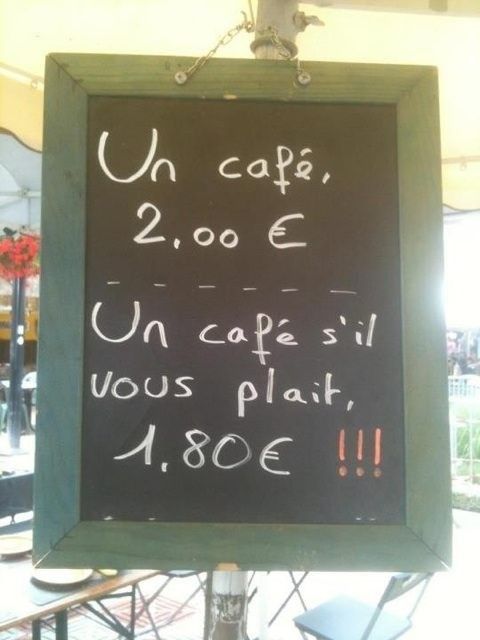 Un café,
2.00 €
Un café s'il
vous plait,
1.80€ !!!